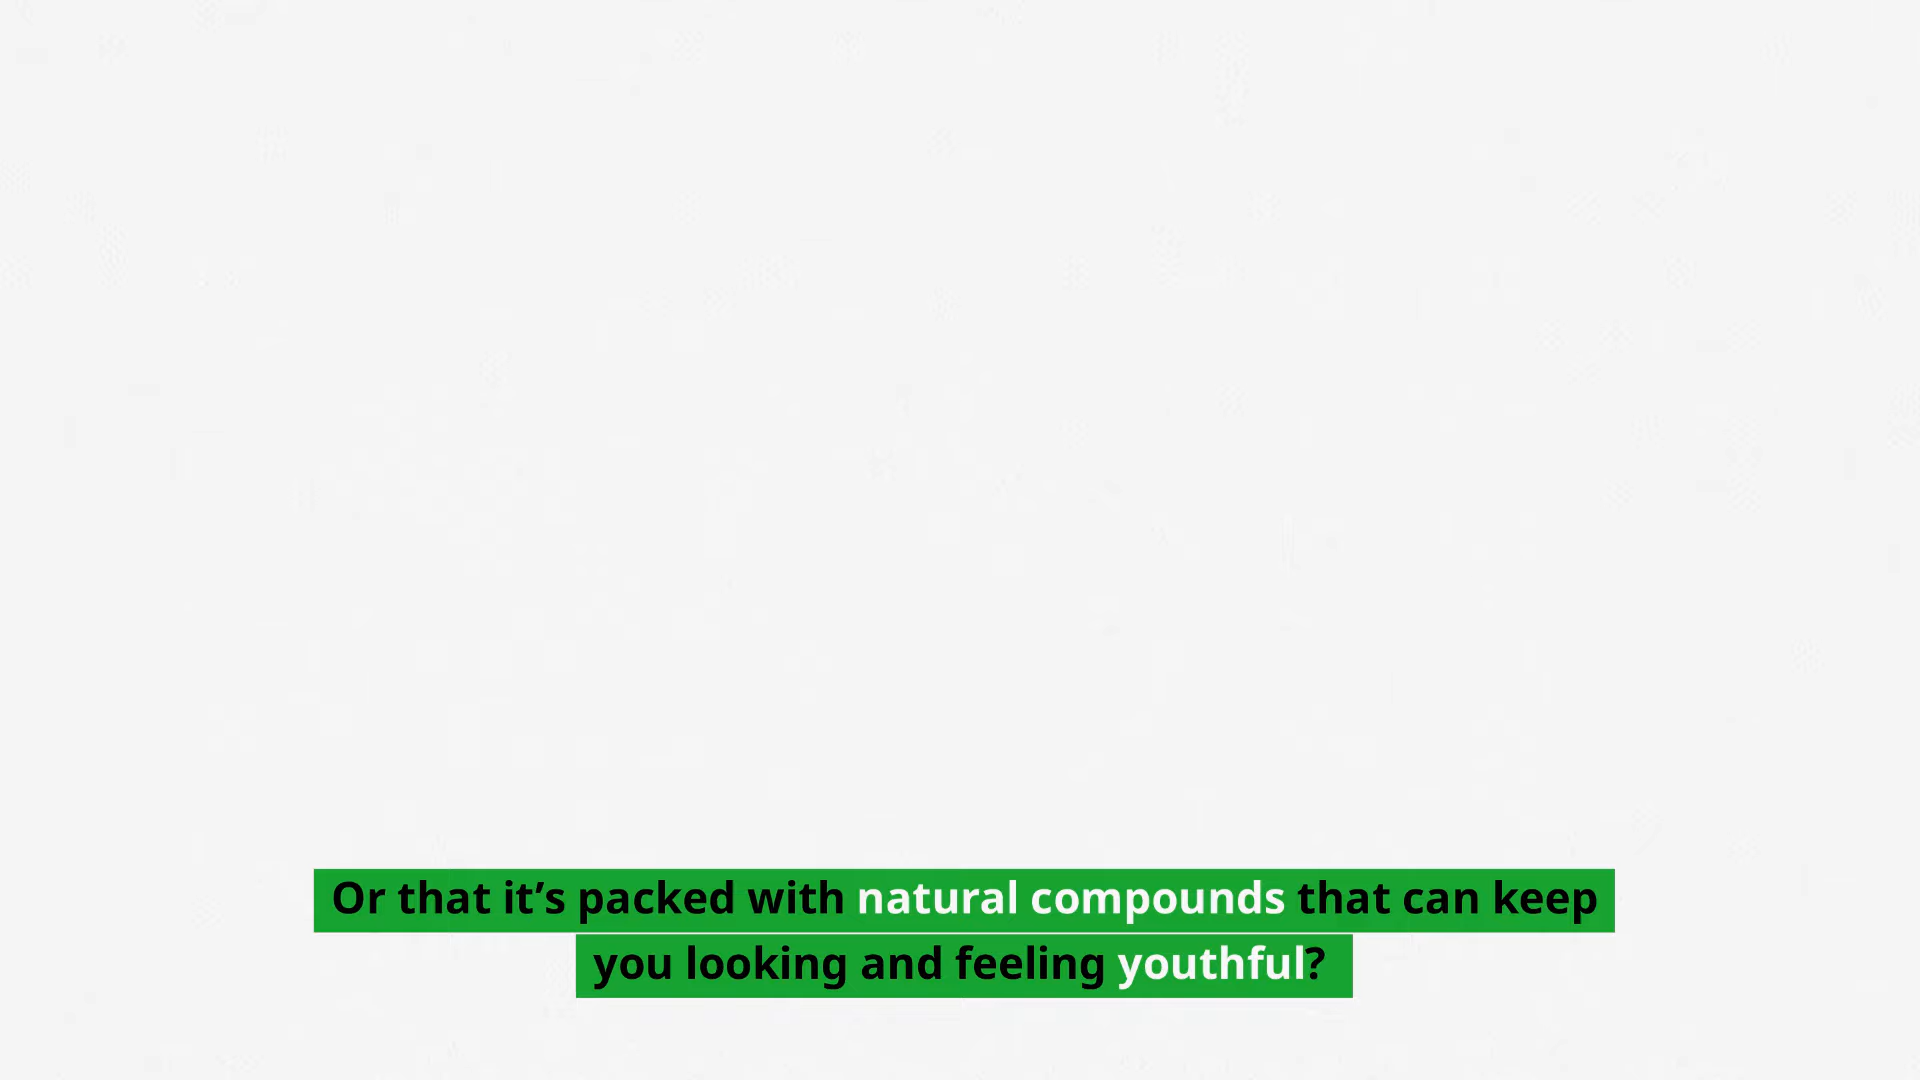 Or that it’s packed with natural compounds that can keep
you looking and feeling youthful?